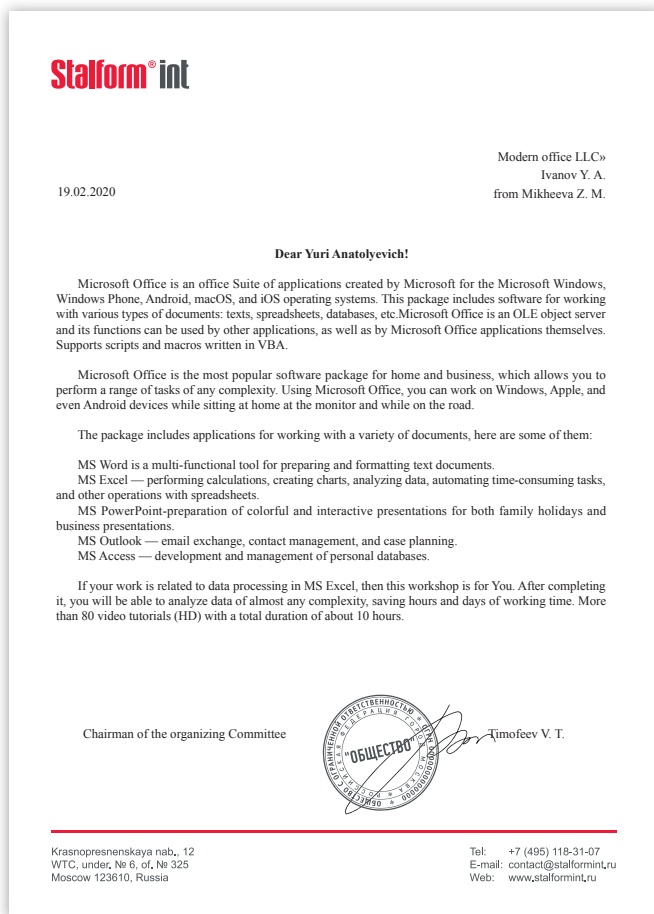 Stalform® int
Modern office LLC»
Ivanov Y. A.
19.02.2020
from Mikheeva Z. M.
Dear Yuri Anatolyevich!
Microsoft Office is an office Suite of applications created by Microsoft for the Microsoft Windows,
Windows Phone, Android, macOS, and iOS operating systems. This package includes software for working
with various types of documents: texts, spreadsheets, databases, etc.Microsoft Office is an OLE object server
and its functions can be used by other applications, as well as by Microsoft Office applications themselves.
Supports scripts and macros written in VBA.
Microsoft Office is the most popular software package for home and business, which allows you to
perform a range of tasks of any complexity. Using Microsoft Office, you can work on Windows, Apple, and
even Android devices while sitting at home at the monitor and while on the road.
The package includes applications for working with a variety of documents, here are some of them:
MS Word is a multi-functional tool for preparing and formatting text documents.
MS Excel — performing calculations, creating charts, analyzing data, automating time-consuming tasks,
and other operations with spreadsheets.
MS PowerPoint-preparation of colorful and interactive presentations for both family holidays and
business presentations.
MS Outlook — email exchange, contact management, and case planning.
MS Access — development and management of personal databases.
If your work is related to data processing in MS Excel, then this workshop is for You. After completing
it, you will be able to analyze data of almost any complexity, saving hours and days of working time. More
than 80 video tutorials (HD) with a total duration of about 10 hours.
Chairman of the organizing Committee
ОБЩЕСТВО С ОГРАНИЧЕННОЙ ОТВЕТСТВЕННОСТЬЮ * ОГРН
РОССИЙСКАЯ ФЕДЕРАЦИЯ ГОРОД МОСКВА
"ОБЩЕСТВО"
Timofeev V. T.
Krasnopresnenskaya nab., 12
WTC, under. № 6, of. № 325
Moscow 123610, Russia
Tel: +7 (495) 118-31-07
E-mail: contact@stalformint.ru
Web: www.stalformint.ru